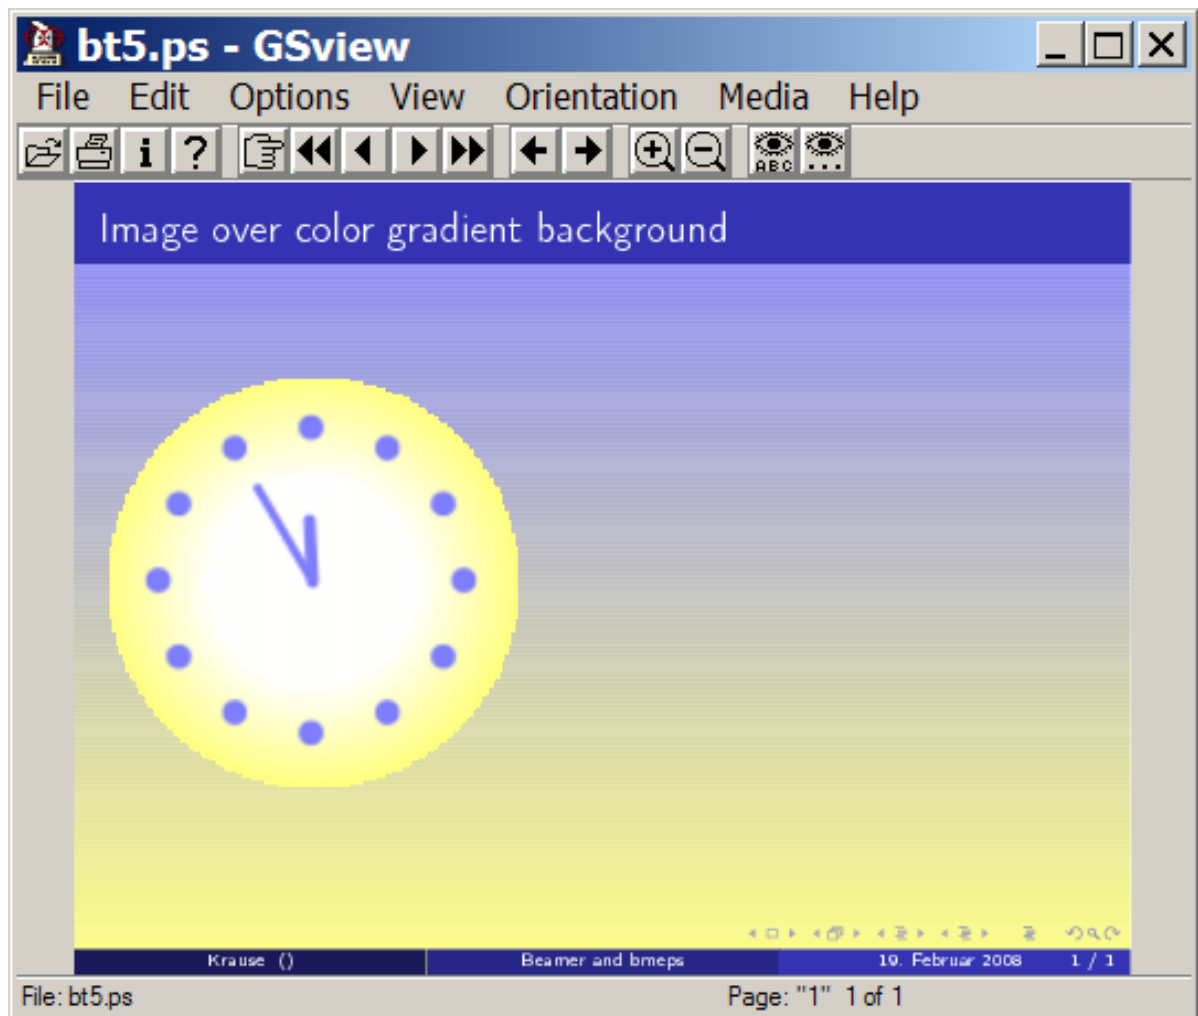 bt5.ps - GSview
File Edit Options View Orientation Media Help
i ? ABC ...
Image over color gradient background
Krause () Beamer and bmeps 19. Februar 2008 1 / 1
File: bt5.ps Page: "1" 1 of 1